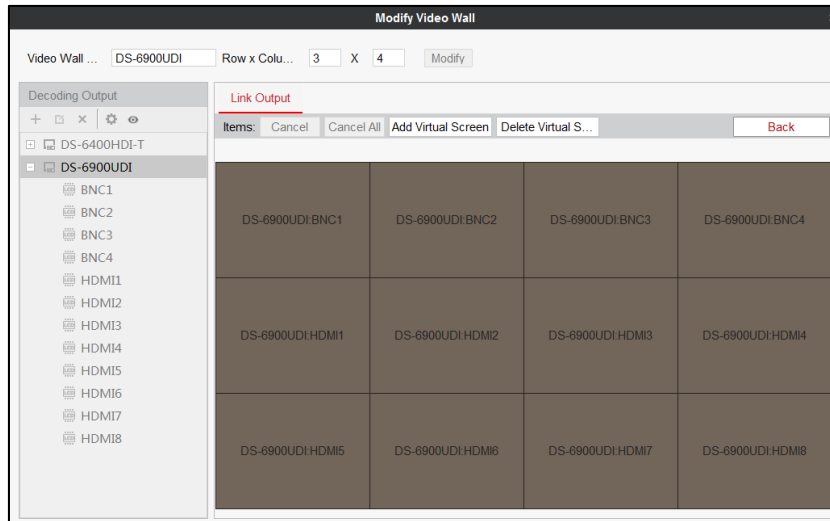 Modify Video Wall
Video Wall ... DS-6900UDI Row x Colu... 3 X 4 Modify
Decoding Output
Link Output
Items: Cancel Cancel All Add Virtual Screen Delete Virtual S... Back
DS-6400HDI-T
DS-6900UDI
BNC1
BNC2
BNC3
BNC4
HDMI1
HDMI2
HDMI3
HDMI4
HDMI5
HDMI6
HDMI7
HDMI8
DS-6900UDI:BNC1 DS-6900UDI:BNC2 DS-6900UDI:BNC3 DS-6900UDI:BNC4
DS-6900UDI:HDMI1 DS-6900UDI:HDMI2 DS-6900UDI:HDMI3 DS-6900UDI:HDMI4
DS-6900UDI:HDMI5 DS-6900UDI:HDMI6 DS-6900UDI:HDMI7 DS-6900UDI:HDMI8